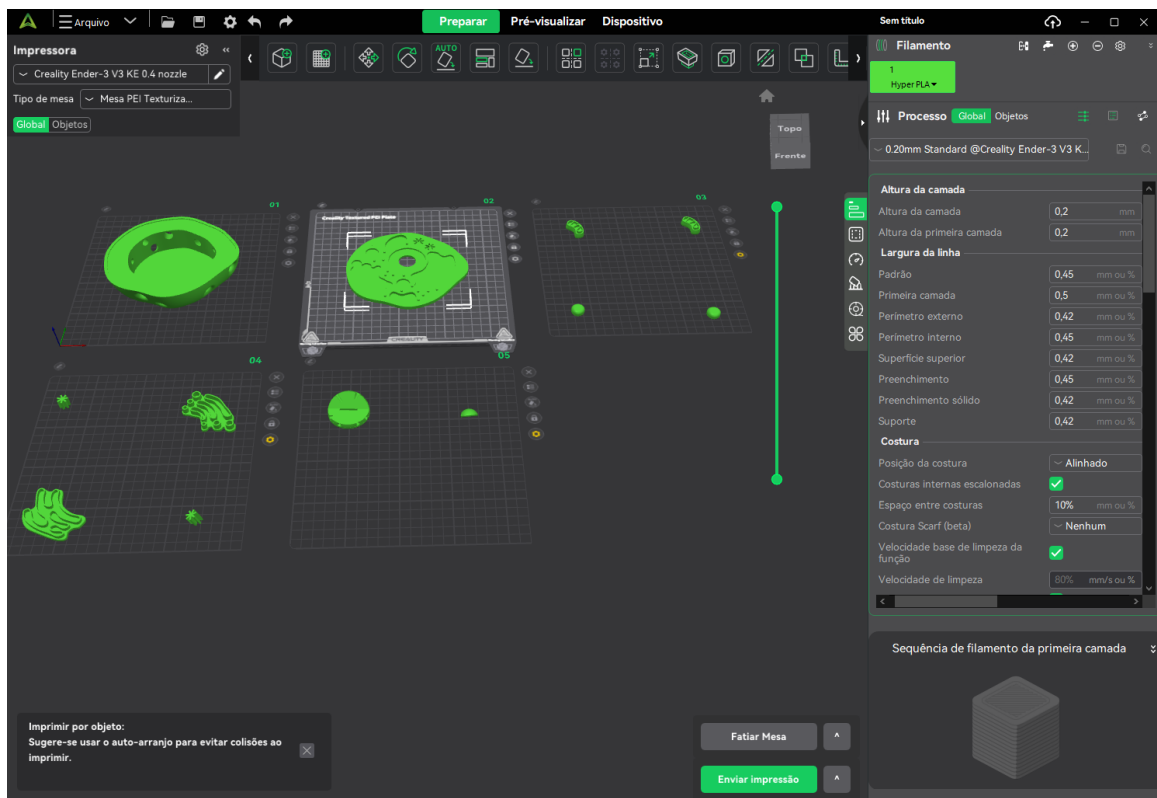 Arquivo
Preparar
Pré-visualizar
Dispositivo
Sem título
Impressora
Creality Ender-3 V3 KE 0.4 nozzle
Tipo de mesa
Mesa PEI Texturiza...
Global
Objetos
AUTO
Topo
Frente
01
02
03
04
05
Creality Textured PEI Plate
CREALITY
Filamento
1
Hyper PLA
Processo
Global
Objetos
0.20mm Standard @Creality Ender-3 V3 K...
Altura da camada
Altura da camada 0,2 mm
Altura da primeira camada 0,2 mm
Largura da linha
Padrão 0,45 mm ou %
Primeira camada 0,5 mm ou %
Perímetro externo 0,42 mm ou %
Perímetro interno 0,45 mm ou %
Superfície superior 0,42 mm ou %
Preenchimento 0,45 mm ou %
Preenchimento sólido 0,42 mm ou %
Suporte 0,42 mm ou %
Costura
Posição da costura Alinhado
Costuras internas escalonadas
Espaço entre costuras 10% mm ou %
Costura Scarf (beta) Nenhum
Velocidade base de limpeza da
função
Velocidade de limpeza 80% mm/s ou %
Sequência de filamento da primeira camada
Imprimir por objeto:
Sugere-se usar o auto-arranjo para evitar colisões ao
imprimir.
Fatiar Mesa
Enviar impressão